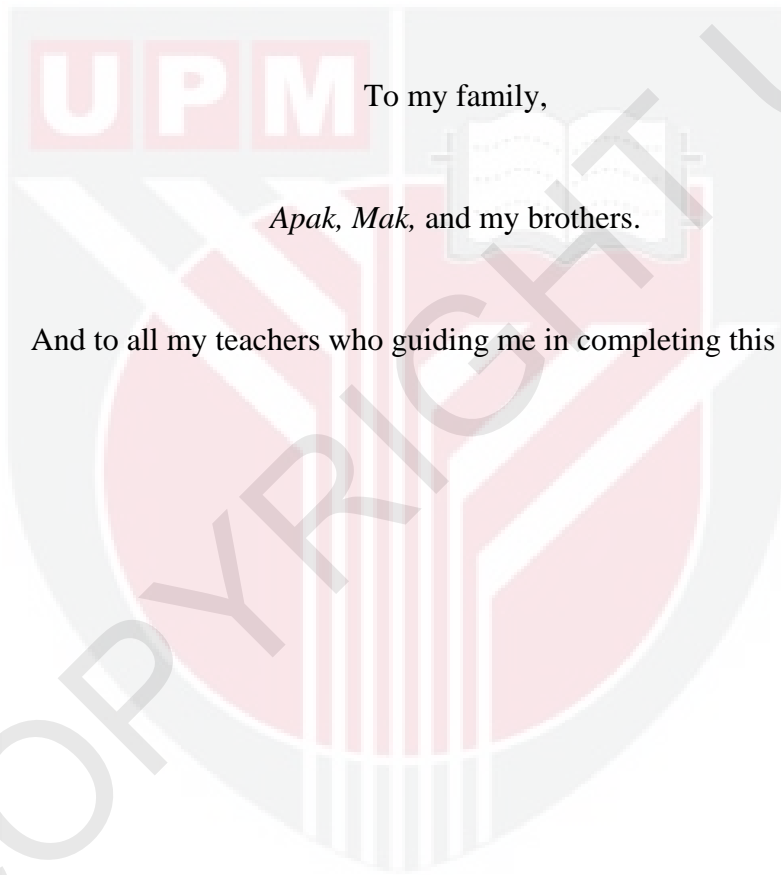 UPM
To my family,
Apak, Mak, and my brothers.
And to all my teachers who guiding me in completing this
COPYRIGHT U